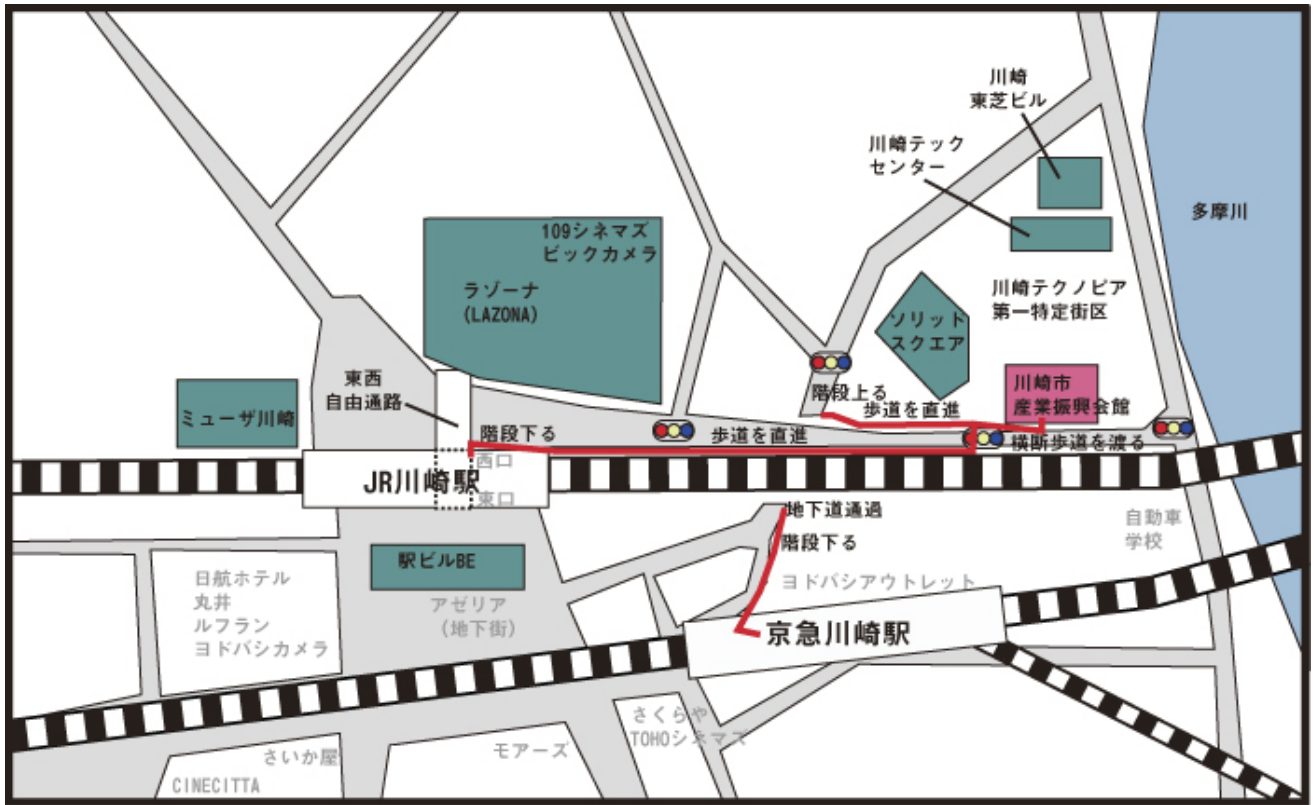 川崎
東芝ビル
川崎テック
センター
多摩川
109シネマズ
ビックカメラ
ラゾーナ
(LAZONA)
川崎テクノピア
第一特定街区
ソリッド
スクエア
東西
自由通路
ミューザ川崎
階段上る
歩道を直進
川崎市
産業振興会館
階段下る
歩道を直進
横断歩道を渡る
西口
JR川崎駅
東口
地下道通過
自動車
学校
階段下る
駅ビルBE
日航ホテル
丸井
ルフラン
ヨドバシカメラ
アゼリア
(地下街)
ヨドバシアウトレット
京急川崎駅
さくらや
TOHOシネマズ
さいか屋
モアーズ
CINECITTA